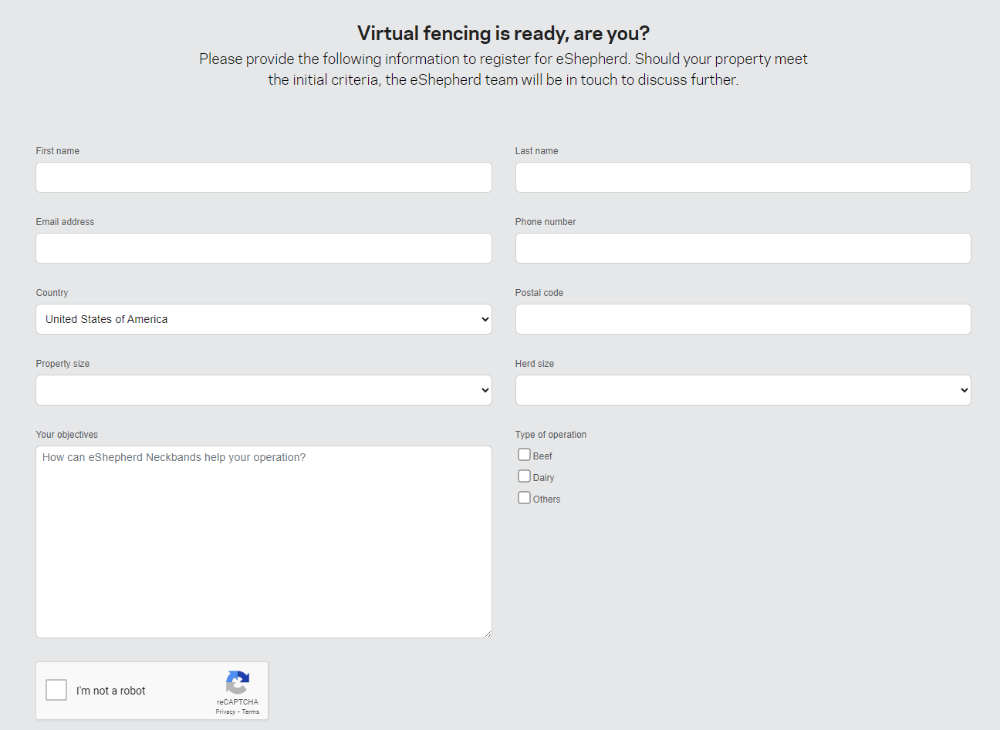 Virtual fencing is ready, are you?
Please provide the following information to register for eShepherd. Should your property meet
the initial criteria, the eShepherd team will be in touch to discuss further.
First name
Last name
Email address
Phone number
Country
Postal code
United States of America
Property size
Herd size
Your objectives
Type of operation
How can eShepherd Neckbands help your operation?
Beef
Dairy
Others
I'm not a robot
reCAPTCHA
Privacy - Terms